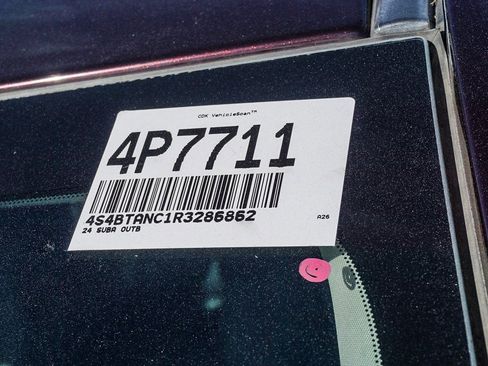 CDK VehicleScan™
4P7711
4S4BTANC1R3286862
24 SUBA OUTB
A26